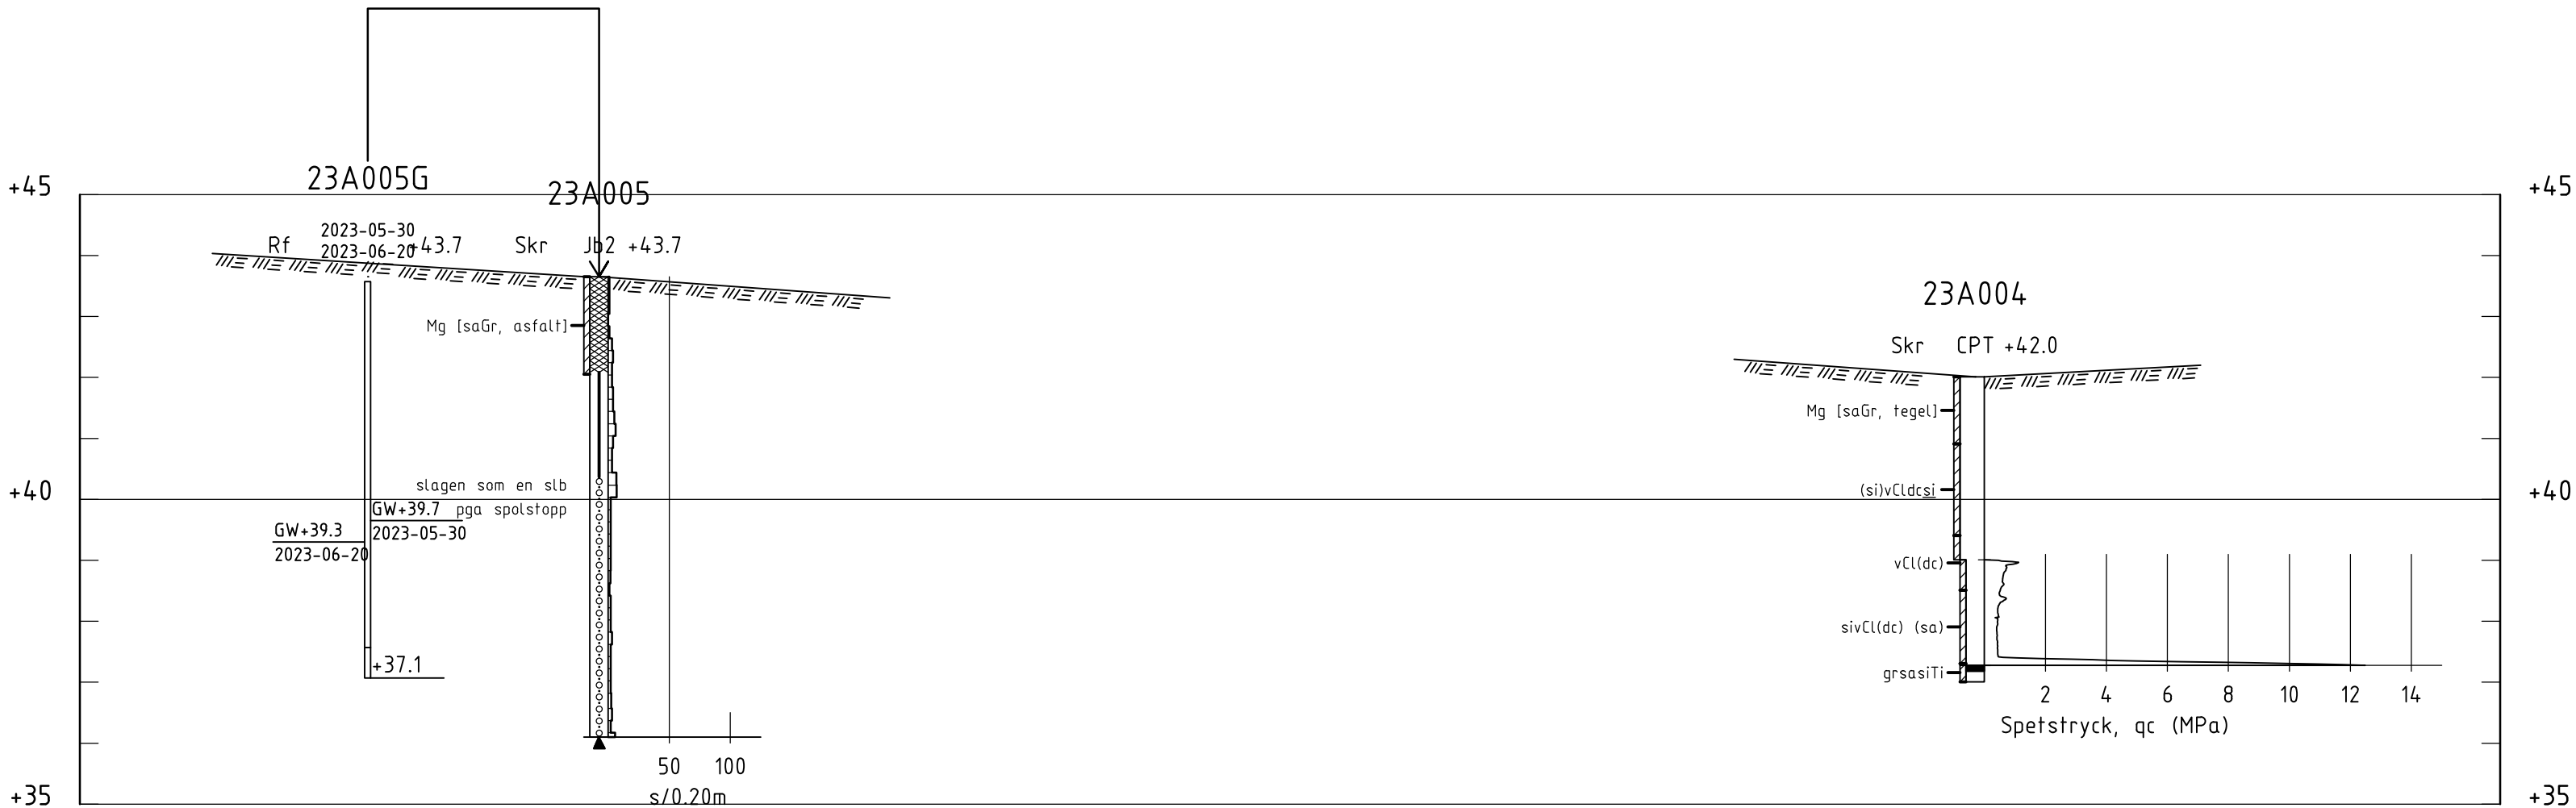 23A005G
+45
23A005
+45
2023-05-30
Rf 2023-06-20 +43.7 Skr Jb2 +43.7
23A004
Mg [saGr, asfalt]
Skr CPT +42.0
Mg [saGr, tegel]
slagen som en slb
+40
(si)vCldcsi
+40
GW+39.7 pga spolstopp
GW+39.3
2023-05-30
2023-06-20
vCl(dc)
sivCl(dc) (sa)
+37.1
grsasiTi
2 4 6 8 10 12 14
Spetstryck, qc (MPa)
50 100
+35
s/0.20m
+35